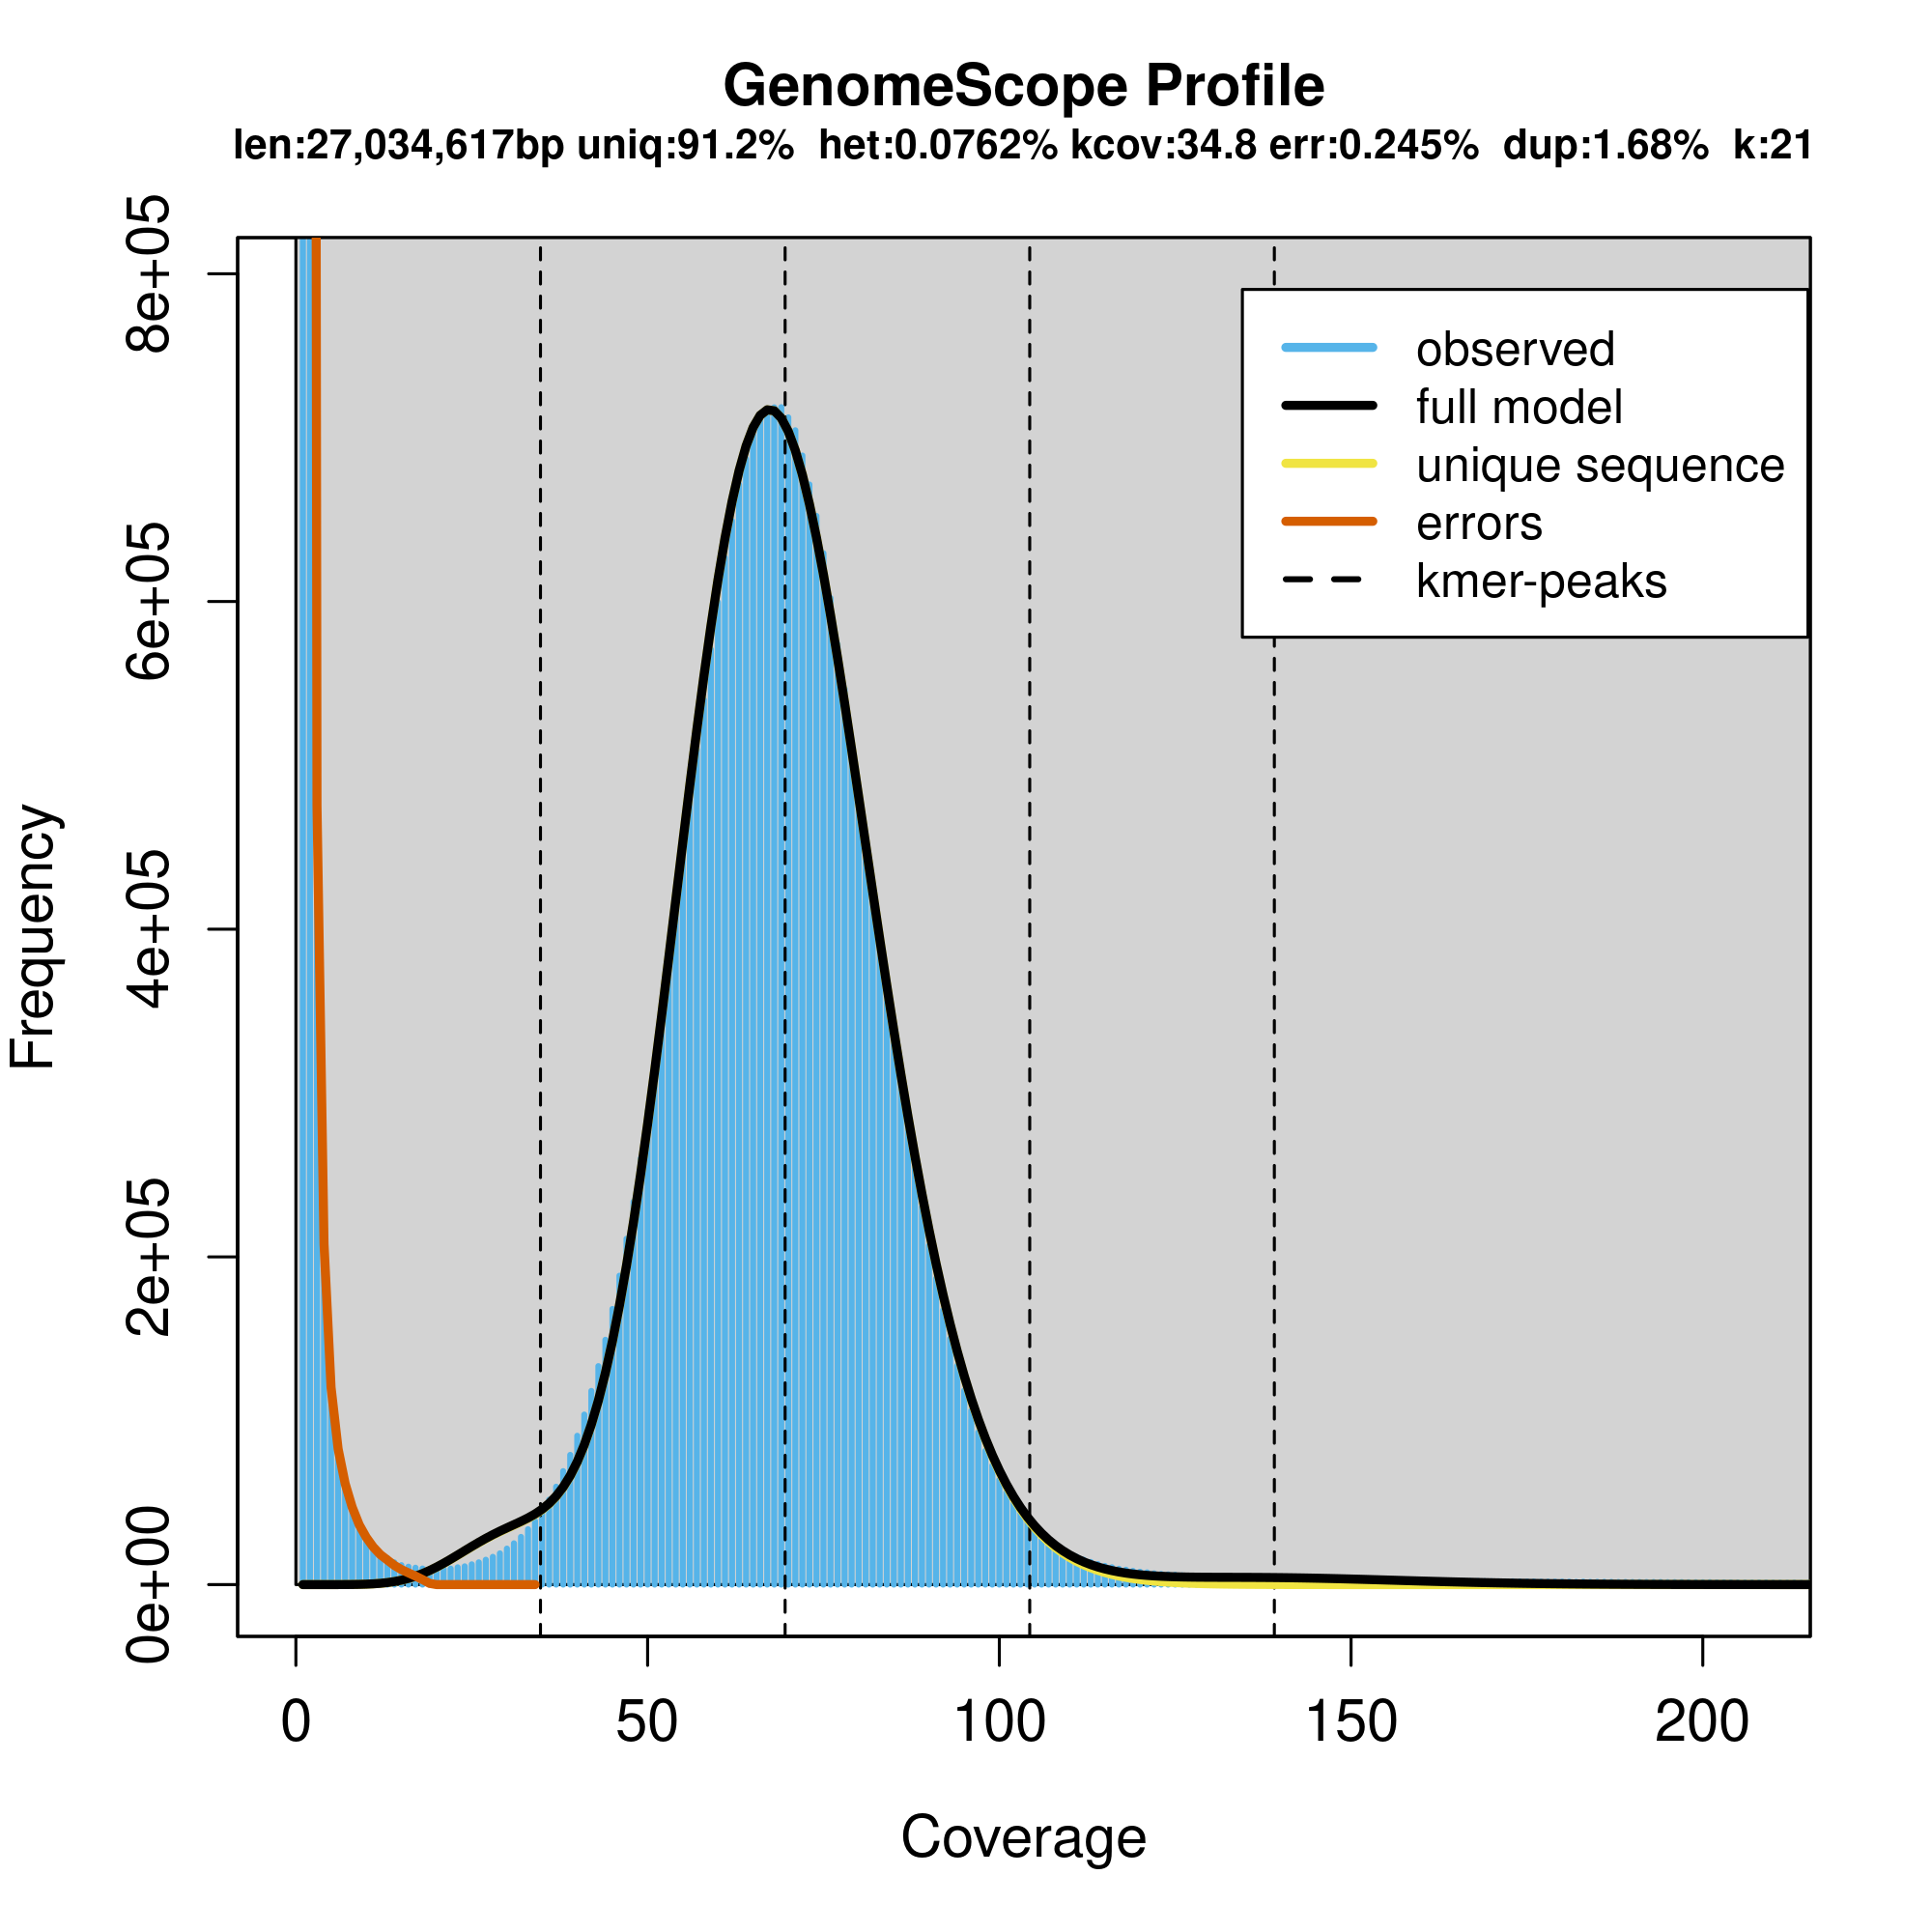 GenomeScope Profile
len:27,034,617bp uniq:91.2% het:0.0762% kcov:34.8 err:0.245% dup:1.68% k:21
observed
full model
unique sequence
errors
kmer-peaks
Frequency
8e+05
6e+05
4e+05
2e+05
0e+00
0 50 100 150 200
Coverage